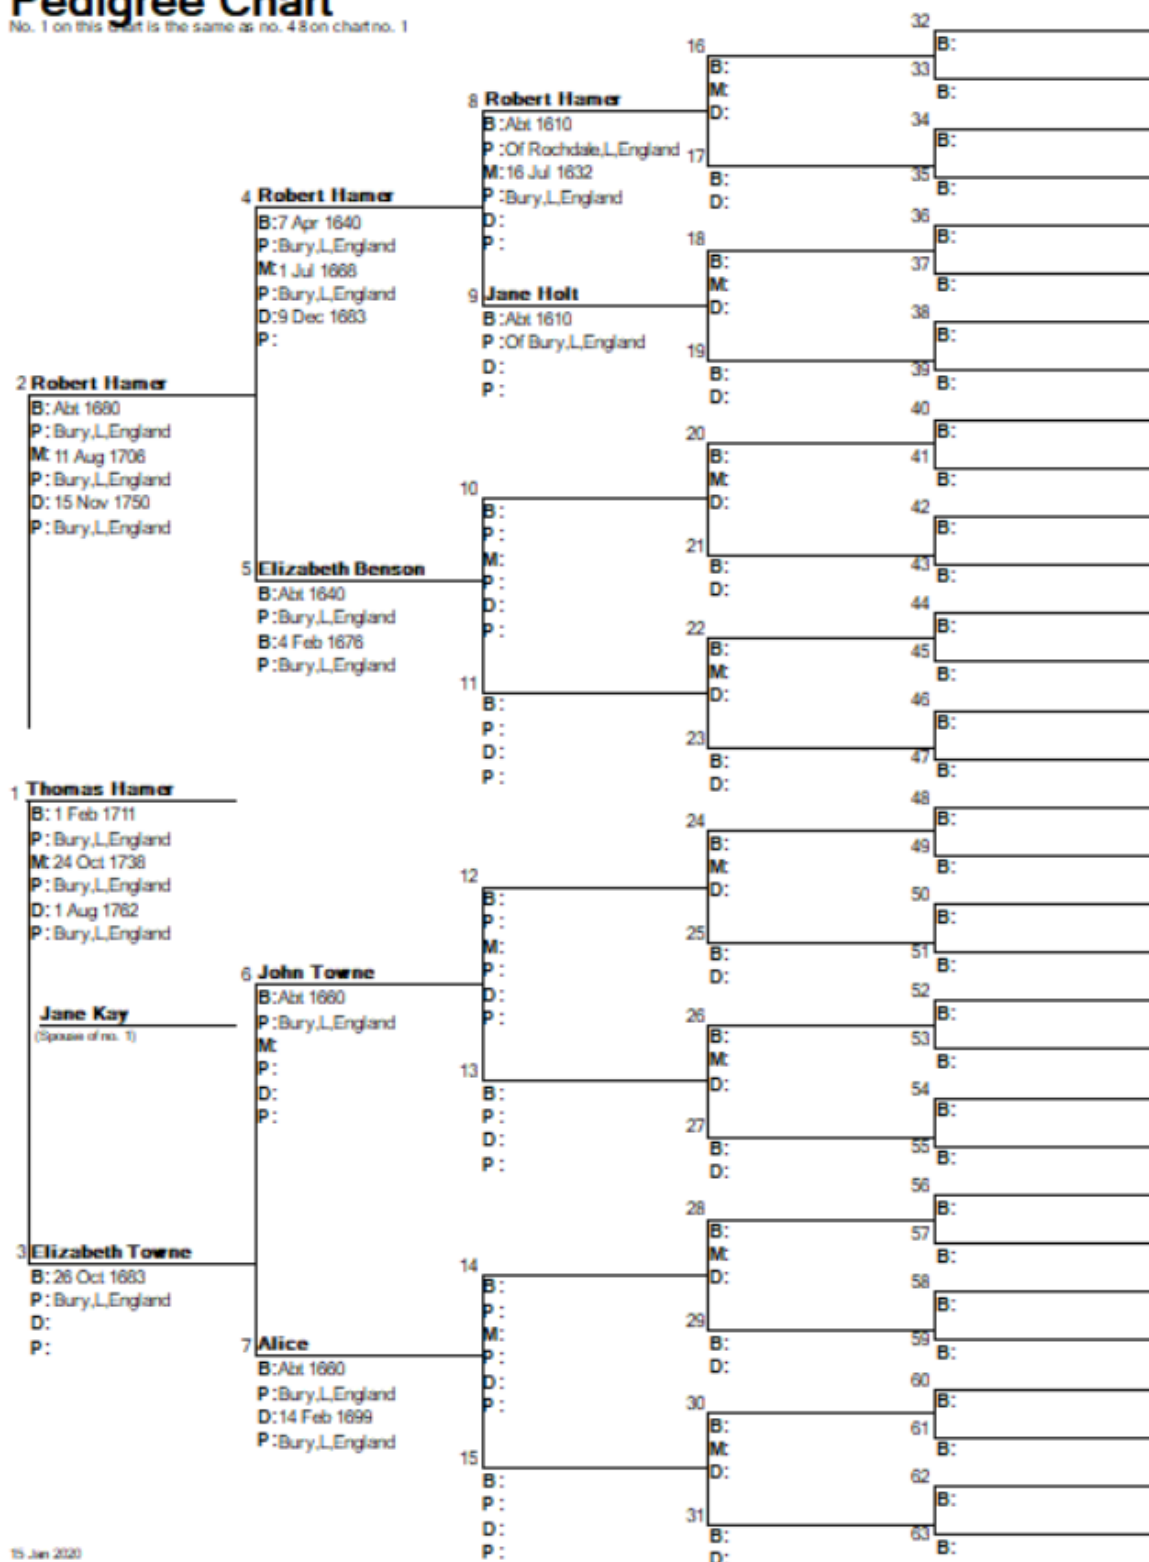 Pedigree Chart
No. 1 on this chart is the same as no. 48 on chart no. 1
2 Robert Hamer
B: Abt 1680
P: Bury,L,England
M: 11 Aug 1706
P: Bury,L,England
D: 15 Nov 1750
P: Bury,L,England
1 Thomas Hamer
B: 1 Feb 1711
P: Bury,L,England
M: 24 Oct 1738
P: Bury,L,England
D: 1 Aug 1762
P: Bury,L,England
Jane Kay
(Spouse of no. 1)
3 Elizabeth Towne
B: 26 Oct 1683
P: Bury,L,England
D:
P:
15 Jan 2020
4 Robert Hamer
B: 7 Apr 1640
P: Bury,L,England
M: 1 Jul 1668
P: Bury,L,England
D: 9 Dec 1683
P:
5 Elizabeth Benson
B: Abt 1640
P: Bury,L,England
B: 4 Feb 1676
P: Bury,L,England
6 John Towne
B: Abt 1660
P: Bury,L,England
M:
P:
D:
P:
7 Alice
B: Abt 1660
P: Bury,L,England
D: 14 Feb 1699
P: Bury,L,England
8 Robert Hamer
B: Abt 1610
P: Of Rochdale,L,England
M: 16 Jul 1632
P: Bury,L,England
D:
P:
9 Jane Holt
B: Abt 1610
P: Of Bury,L,England
D:
P:
10
B:
P:
M:
P:
D:
P:
11
B:
P:
D:
P:
12
B:
P:
M:
P:
D:
P:
13
B:
P:
D:
P:
14
B:
P:
M:
P:
D:
P:
15
B:
P:
D:
P:
16
B:
M:
D:
17
B:
D:
18
B:
M:
D:
19
B:
D:
20
B:
M:
D:
21
B:
D:
22
B:
M:
D:
23
B:
D:
24
B:
M:
D:
25
B:
D:
26
B:
M:
D:
27
B:
D:
28
B:
M:
D:
29
B:
D:
30
B:
M:
D:
31
B:
D:
32
B:
33
B:
34
B:
35
B:
36
B:
37
B:
38
B:
39
B:
40
B:
41
B:
42
B:
43
B:
44
B:
45
B:
46
B:
47
B:
48
B:
49
B:
50
B:
51
B:
52
B:
53
B:
54
B:
55
B:
56
B:
57
B:
58
B:
59
B:
60
B:
61
B:
62
B:
63
B: